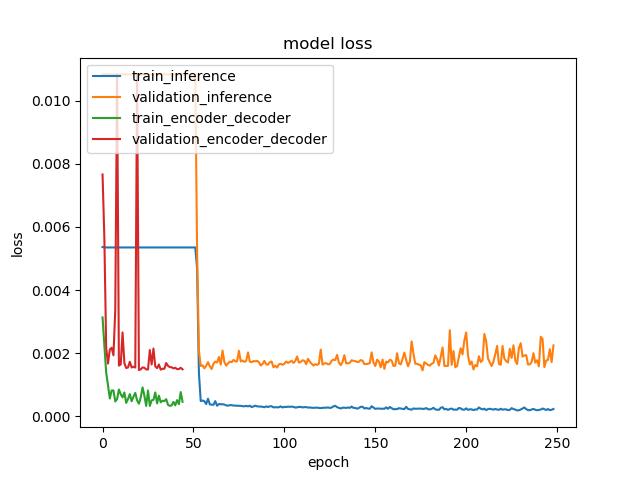 model loss
train_inference
validation_inference
train_encoder_decoder
validation_encoder_decoder
0.010
0.008
0.006
0.004
0.002
0.000
loss
0 50 100 150 200 250
epoch